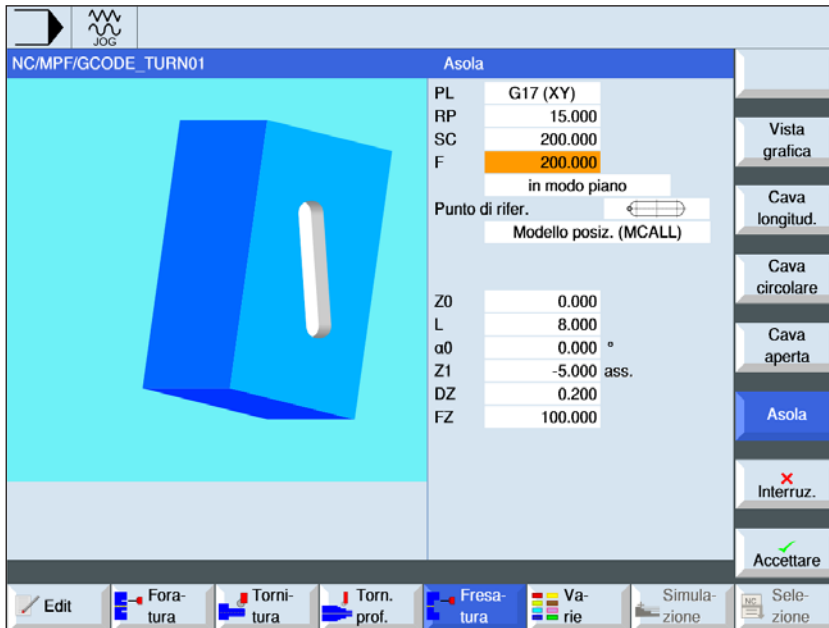 JOG
NC/MPF/GCODE_TURN01
Asola
PL G17 (XY)
RP 15.000
SC 200.000
F 200.000
in modo piano
Punto di rifer.
Modello posiz. (MCALL)
Z0 0.000
L 8.000
α0 0.000 °
Z1 -5.000 ass.
DZ 0.200
FZ 100.000
Vista
grafica
Cava
longitud.
Cava
circolare
Cava
aperta
Asola
Interruz.
Accettare
Edit
Fora-
tura
Torni-
tura
Torn.
prof.
Fresa-
tura
Va-
rie
Simula-
zione
NC
Sele-
zione